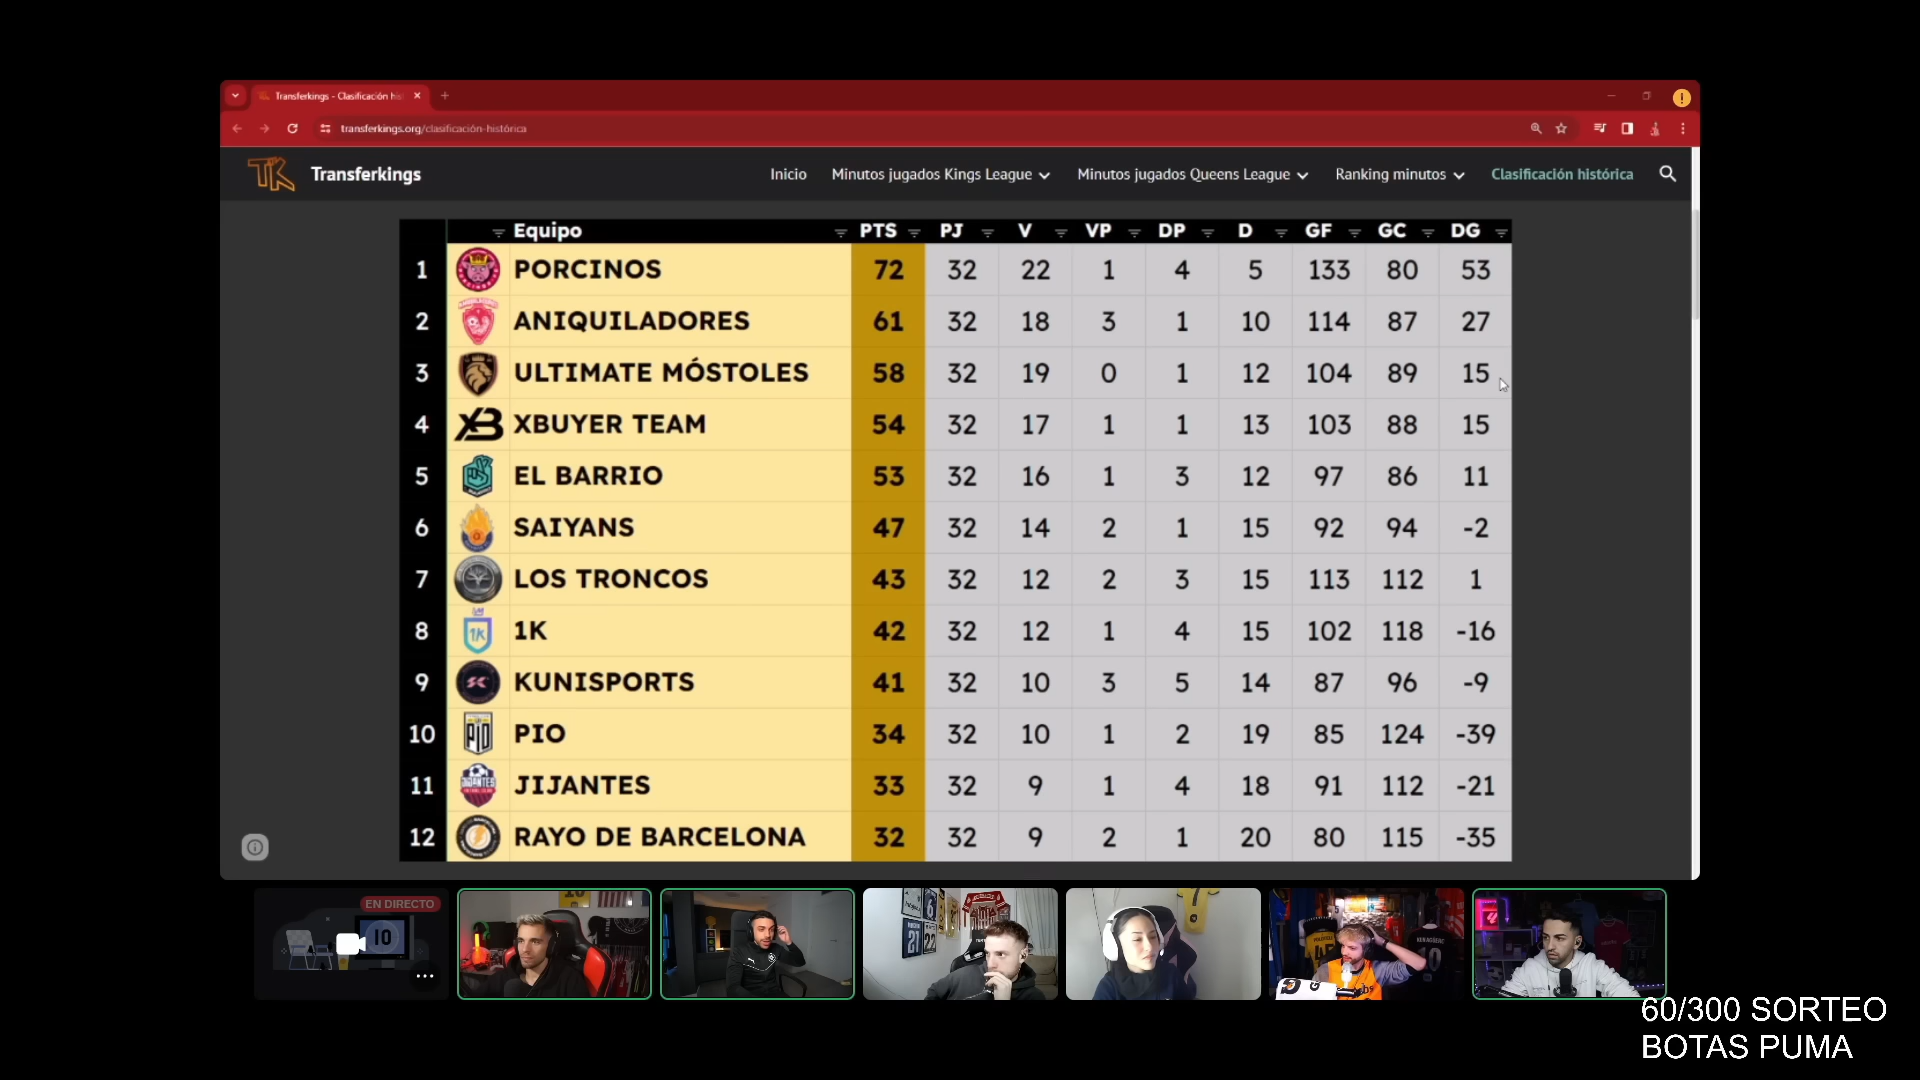 Transferkings - Clasificación his
transferkings.org/clasificación-histórica
TK Transferkings Inicio Minutos jugados Kings League Minutos jugados Queens League Ranking minutos Clasificación histórica
Equipo PTS PJ V VP DP D GF GC DG
1 PORCINOS 72 32 22 1 4 5 133 80 53
2 ANIQUILADORES 61 32 18 3 1 10 114 87 27
3 ULTIMATE MÓSTOLES 58 32 19 0 1 12 104 89 15
4 XB XBUYER TEAM 54 32 17 1 1 13 103 88 15
5 EL BARRIO 53 32 16 1 3 12 97 86 11
6 SAIYANS 47 32 14 2 1 15 92 94 -2
7 LOS TRONCOS 43 32 12 2 3 15 113 112 1
8 1K 1K 42 32 12 1 4 15 102 118 -16
9 KUNISPORTS 41 32 10 3 5 14 87 96 -9
10 PIO PIO 34 32 10 1 2 19 85 124 -39
11 JIJANTES JIJANTES 33 32 9 1 4 18 91 112 -21
12 RAYO DE BARCELONA 32 32 9 2 1 20 80 115 -35
EN DIRECTO
10
60/300 SORTEO
BOTAS PUMA